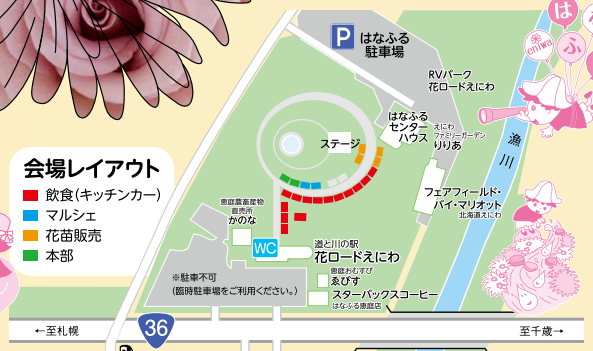 P はなふる
駐車場
RVパーク
花ロードえにわ
は
な
ふ
eniwa
はなふる
センター
ハウス
えにわ
ファミリーガーデン
りりあ
漁川
ステージ
会場レイアウト
飲食(キッチンカー)
マルシェ
花苗販売
本部
フェアフィールド・
バイ・マリオット
北海道えにわ
恵庭農畜産物
直売所
かのな
WC
道と川の駅
花ロードえにわ
※駐車不可
(臨時駐車場をご利用ください。)
恵庭おむすび
ゑびす
スターバックスコーヒー
はなふる恵庭店
←至札幌
36
至千歳→